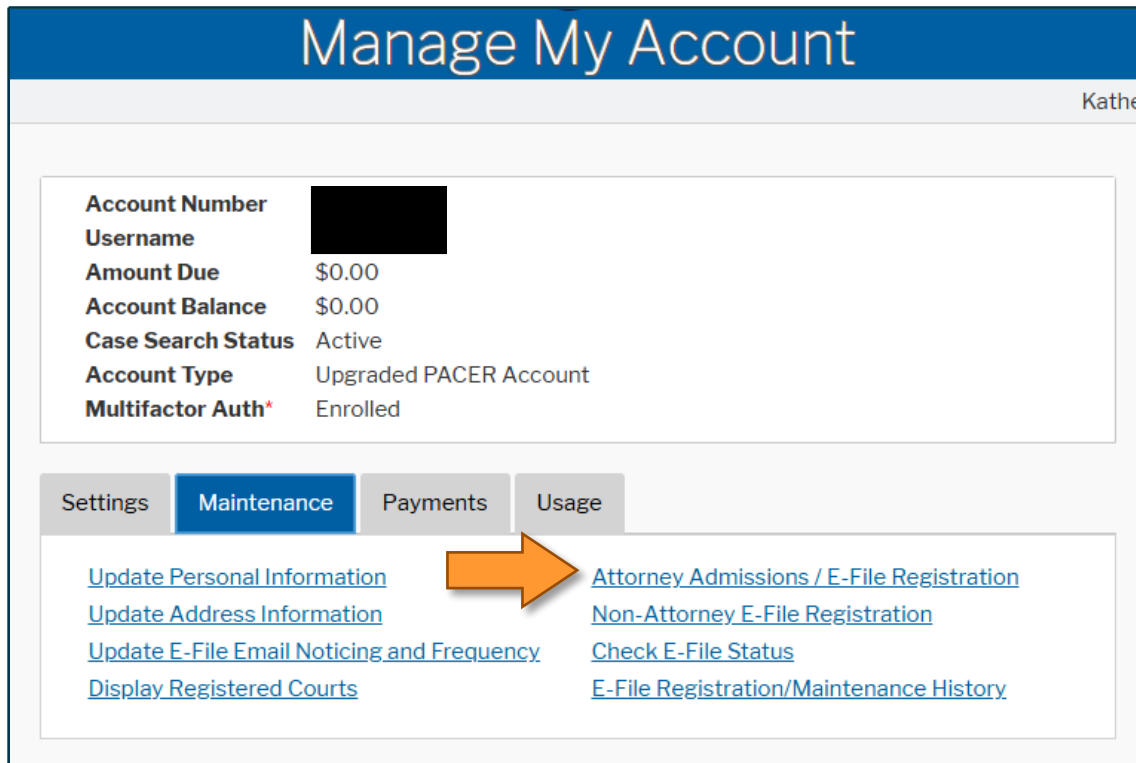 Manage My Account
Kathe
Account Number
Username
Amount Due $0.00
Account Balance $0.00
Case Search Status Active
Account Type Upgraded PACER Account
Multifactor Auth* Enrolled
Settings Maintenance Payments Usage
Update Personal Information Attorney Admissions / E-File Registration
Update Address Information Non-Attorney E-File Registration
Update E-File Email Noticing and Frequency Check E-File Status
Display Registered Courts E-File Registration/Maintenance History